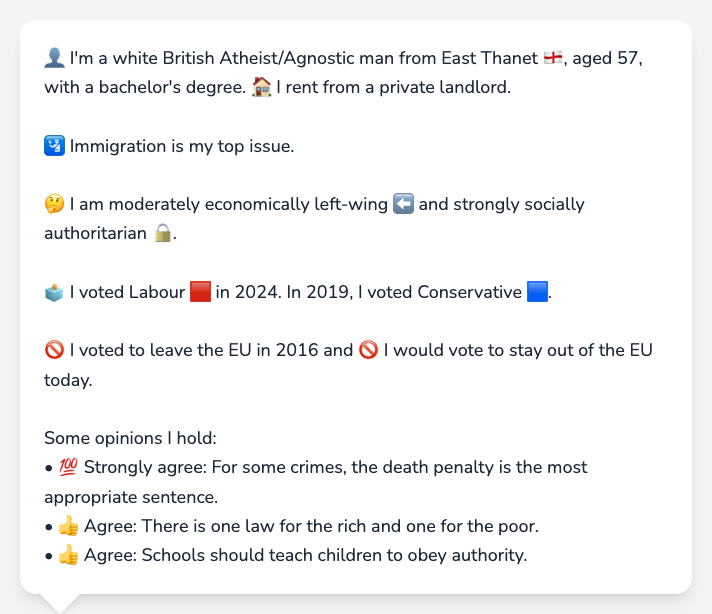 👤 I'm a white British Atheist/Agnostic man from East Thanet 🏴󠁧󠁢󠁥󠁮󠁧󠁿, aged 57,
with a bachelor's degree. 🏠 I rent from a private landlord.
🛂 Immigration is my top issue.
🤔 I am moderately economically left-wing ⬅️ and strongly socially
authoritarian 🔒.
🗳️ I voted Labour 🟥 in 2024. In 2019, I voted Conservative 🟦.
🚫 I voted to leave the EU in 2016 and 🚫 I would vote to stay out of the EU
today.
Some opinions I hold:
• 💯 Strongly agree: For some crimes, the death penalty is the most
appropriate sentence.
• 👍 Agree: There is one law for the rich and one for the poor.
• 👍 Agree: Schools should teach children to obey authority.